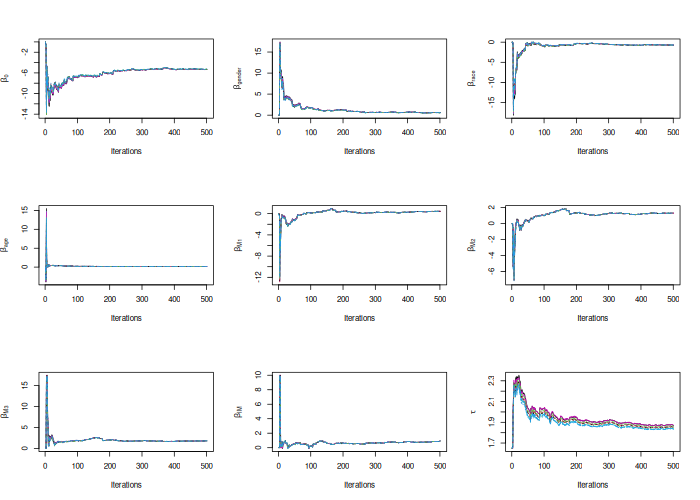 β0
-14 -10 -6 -2
0 100 200 300 400 500
Iterations
βgender
0 5 10 15
0 100 200 300 400 500
Iterations
βrace
-15 -10 -5 0
0 100 200 300 400 500
Iterations
βage
0 5 10 15
0 100 200 300 400 500
Iterations
βM1
-12 -8 -4 0
0 100 200 300 400 500
Iterations
βM2
-6 -4 -2 0 2
0 100 200 300 400 500
Iterations
βM3
0 5 10 15
0 100 200 300 400 500
Iterations
0 2 4 6 8 10
0 100 200 300 400 500
Iterations
τ
1.7 1.9 2.1 2.3
0 100 200 300 400 500
Iterations